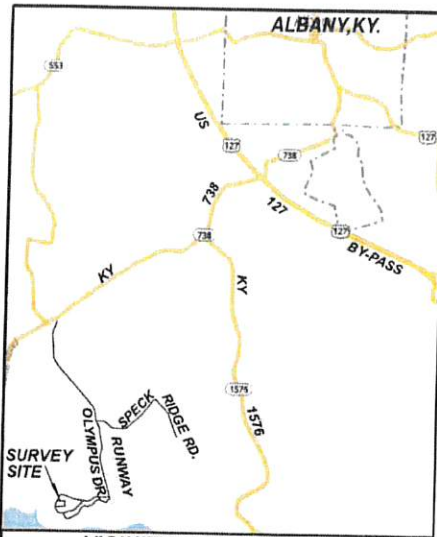 ALBANY,KY.
553
US
127
127
738
738
127
127
738
BY-PASS
KY
KY
1576
1576
SPECK
RIDGE RD.
RUNWAY
OLYMPUS DR.
SURVEY
SITE